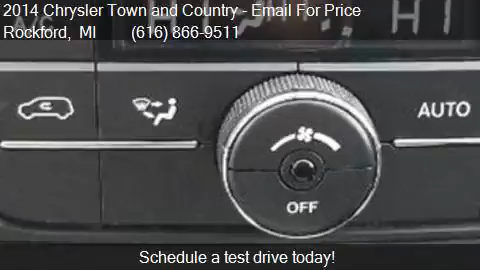 2014 Chrysler Town and Country - Email For Price
Rockford, MI (616) 866-9511
A/C
HI
AUTO
OFF
Schedule a test drive today!